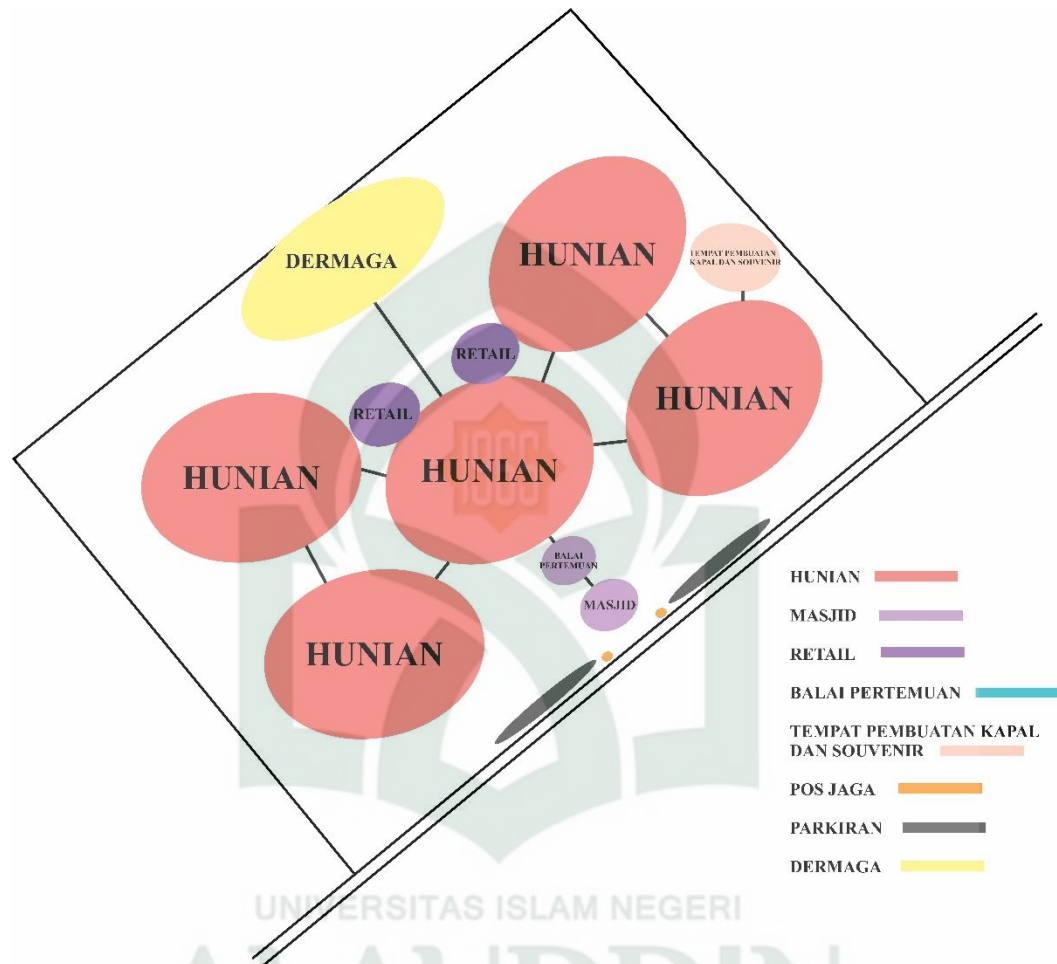 HUNIAN
DERMAGA
TEMPAT PEMBUATAN
KAPAL DAN SOUVENIR
RETAIL
HUNIAN
RETAIL
HUNIAN
HUNIAN
BALAI
PERTEMUAN
MASJID
HUNIAN
HUNIAN
MASJID
RETAIL
BALAI PERTEMUAN
TEMPAT PEMBUATAN KAPAL
DAN SOUVENIR
POS JAGA
PARKIRAN
DERMAGA
UNIVERSITAS ISLAM NEGERI